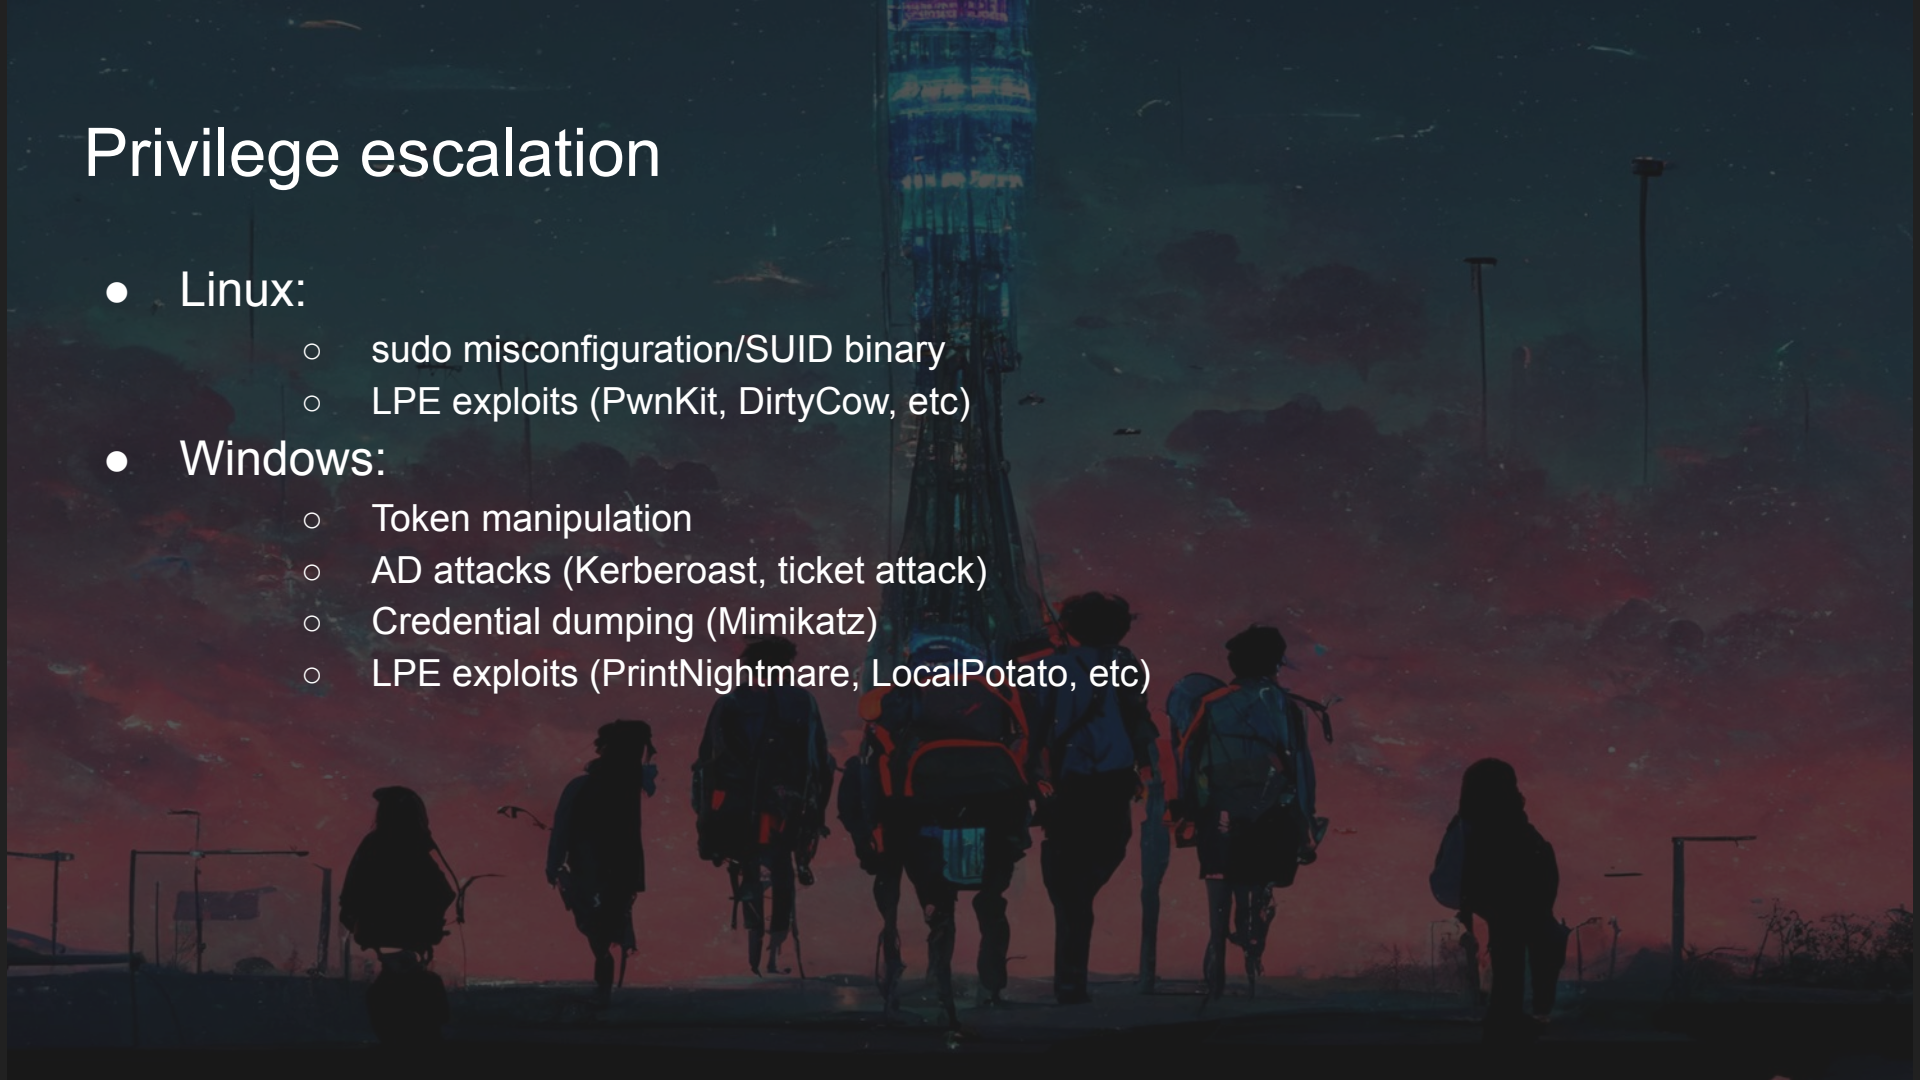 Privilege escalation
● Linux:
○ sudo misconfiguration/SUID binary
○ LPE exploits (PwnKit, DirtyCow, etc)
● Windows:
○ Token manipulation
○ AD attacks (Kerberoast, ticket attack)
○ Credential dumping (Mimikatz)
○ LPE exploits (PrintNightmare, LocalPotato, etc)